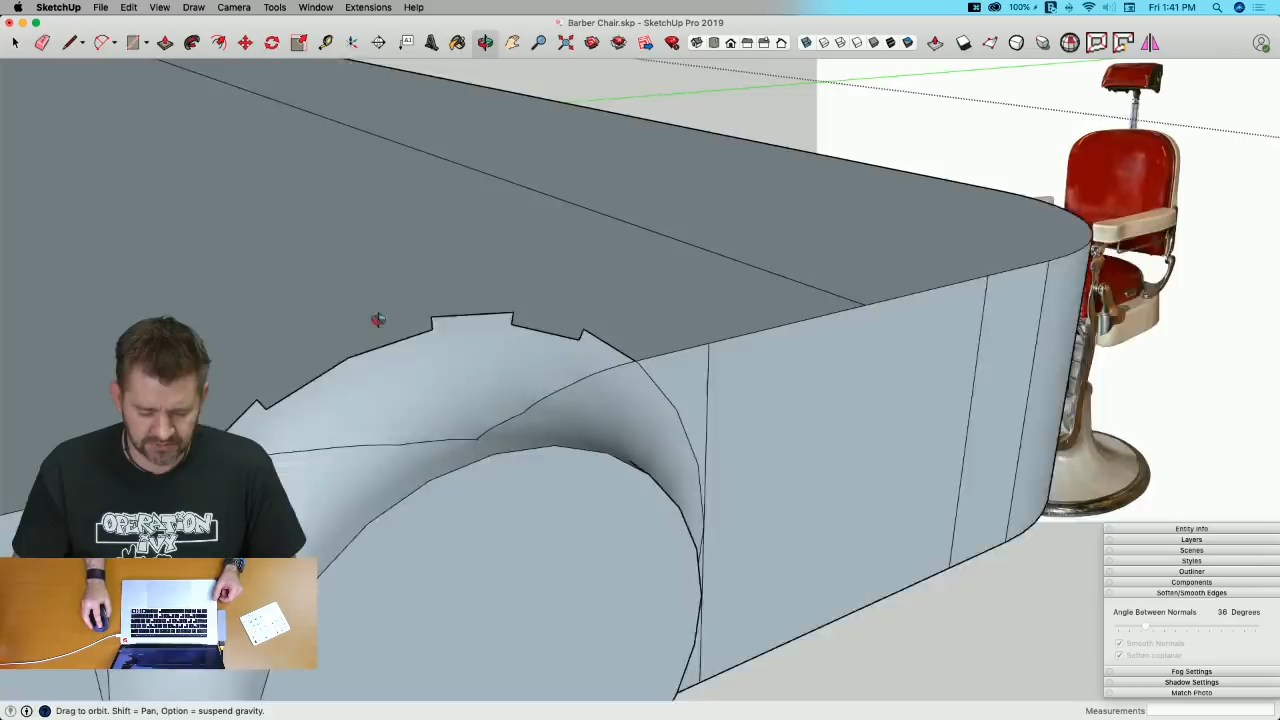 SketchUp File Edit View Draw Camera Tools Window Extensions Help 100% Fri 1:41 PM
Barber Chair.skp - SketchUp Pro 2019
OPERATION
IVY
Entity Info
Layers
Scenes
Styles
Outliner
Components
Soften/Smooth Edges
Angle Between Normals 36 Degrees
Smooth Normals
Soften coplanar
Fog Settings
Shadow Settings
Match Photo
Drag to orbit. Shift = Pan, Option = suspend gravity. Measurements